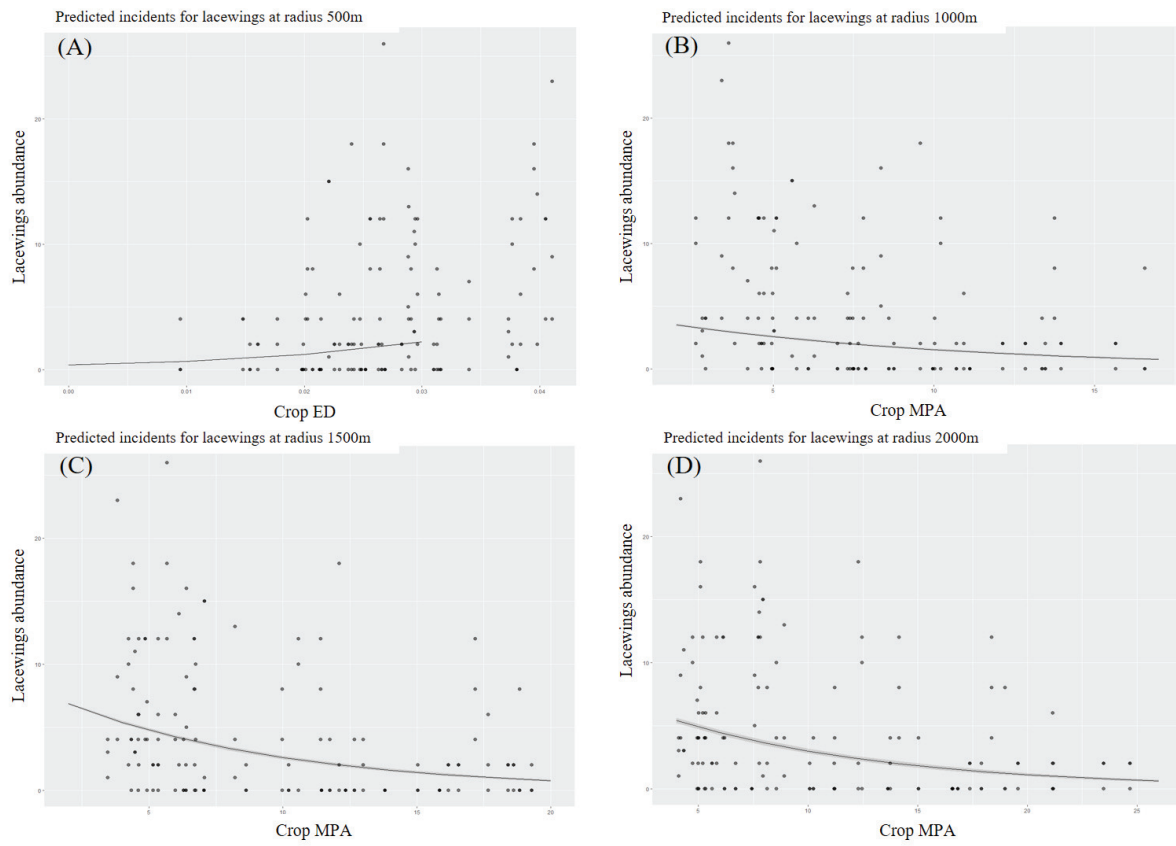 Predicted incidents for lacewings at radius 500m
(A)
Lacewings abundance
20
10
0
0.00 0.01 0.02 0.03 0.04
Crop ED
Predicted incidents for lacewings at radius 1000m
(B)
Lacewings abundance
20
10
0
5 10 15
Crop MPA
Predicted incidents for lacewings at radius 1500m
(C)
Lacewings abundance
20
10
0
5 10 15 20
Crop MPA
Predicted incidents for lacewings at radius 2000m
(D)
Lacewings abundance
20
10
0
5 10 15 20 25
Crop MPA